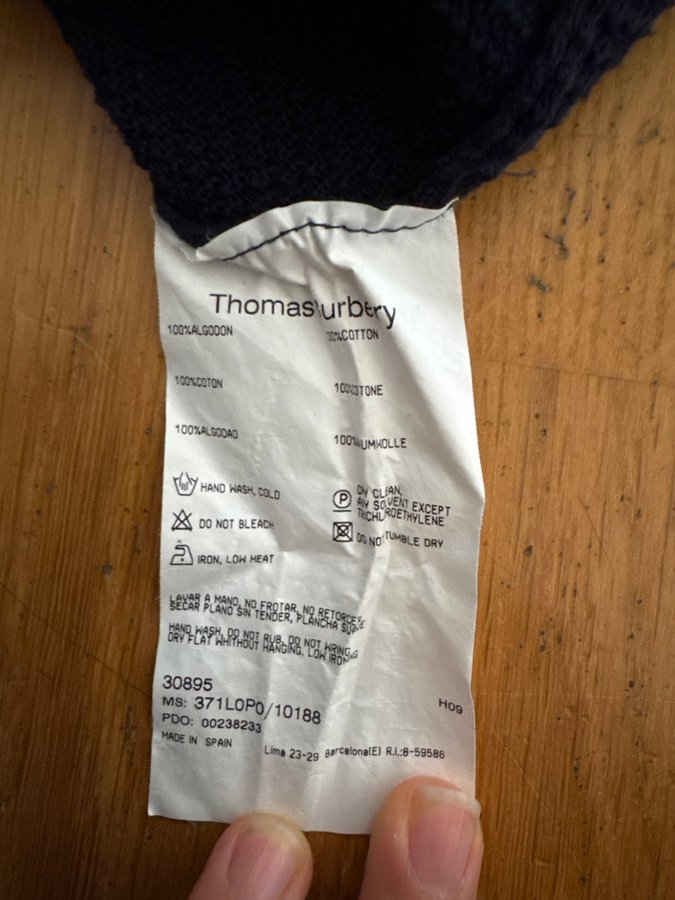 Thomas Burberry
100%ALGODON 100%COTTON
100%COTON 100%COTONE
100%ALGODAO 100%BAUMWOLLE
HAND WASH, COLD
DO NOT BLEACH
IRON, LOW HEAT
P
DRY CLEAN,
ANY SOLVENT EXCEPT
TRICHLOROETHYLENE
DO NOT TUMBLE DRY
LAVAR A MANO, NO FROTAR, NO RETORCER
SECAR PLANO SIN TENDER, PLANCHA SUAVE
HAND WASH, DO NOT RUB, DO NOT WRING,
DRY FLAT WHITHOUT HANGING, LOW IRONING
30895
MS: 371LOPO/10188 H09
PDO: 00238233
MADE IN SPAIN Lima 23-29 Barcelona(E) R.I.:8-59586